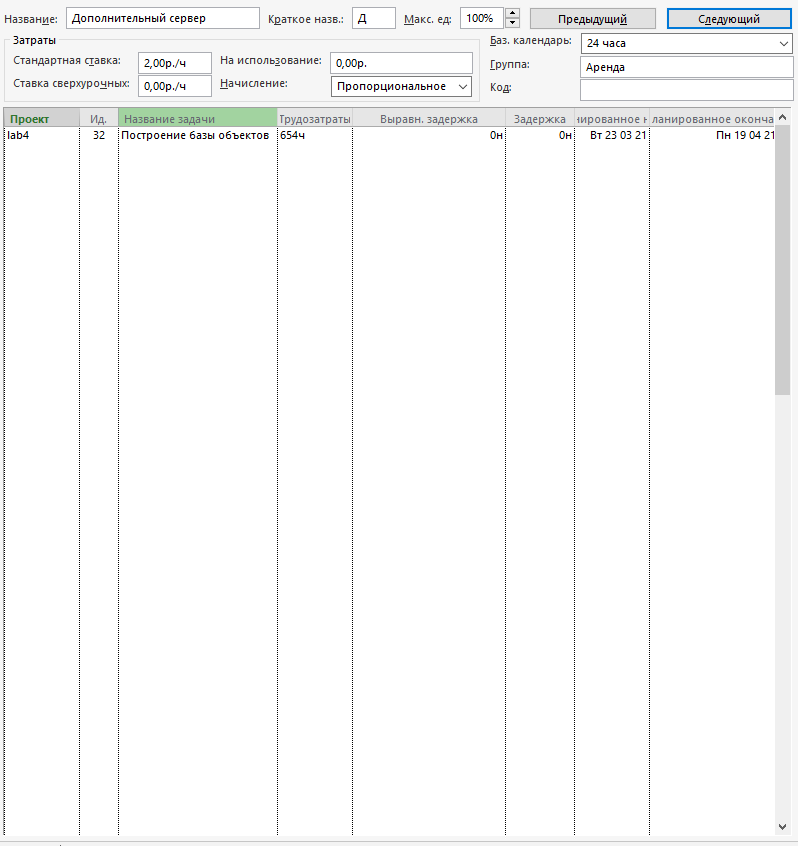 Название: Дополнительный сервер Краткое назв.: Д Макс. ед: 100% Предыдущий Следующий
Затраты
Стандартная ставка: 2,00р./ч На использование: 0,00р.
Ставка сверхурочных: 0,00р./ч Начисление: Пропорциональное
Баз. календарь: 24 часа
Группа: Аренда
Код:
Проект Ид. Название задачи Трудозатраты Выравн. задержка Задержка нированное н ланированное оконча
lab4 32 Построение базы объектов 654ч 0н 0н Вт 23 03 21 Пн 19 04 21